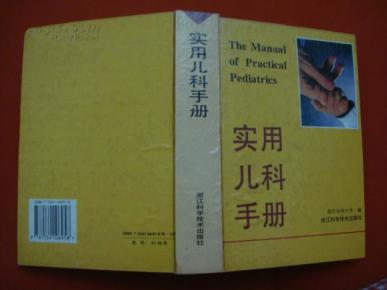 The Manual
of Practical
Pediatrics
实用
儿科
手册
浙江科学技术出版社
实用儿科手册
浙江科学技术出版社